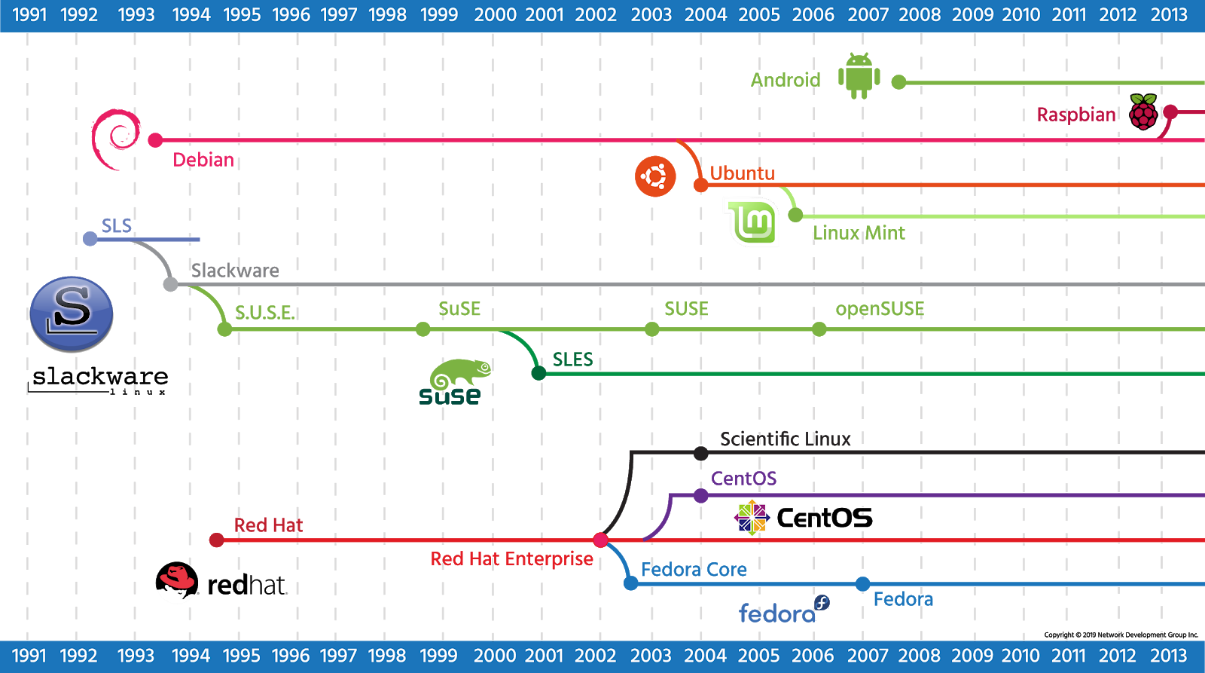 1991 1992 1993 1994 1995 1996 1997 1998 1999 2000 2001 2002 2003 2004 2005 2006 2007 2008 2009 2010 2011 2012 2013
Android
Raspbian
Debian
Ubuntu
lm
Linux Mint
SLS
Slackware
S
S.U.S.E.
SuSE
SUSE
openSUSE
SLES
slackware
linux
suse
Scientific Linux
CentOS
CentOS
Red Hat
Red Hat Enterprise
Fedora Core
redhat.
Fedora
fedora f
Copyright © 2019 Network Development Group Inc.
1991 1992 1993 1994 1995 1996 1997 1998 1999 2000 2001 2002 2003 2004 2005 2006 2007 2008 2009 2010 2011 2012 2013